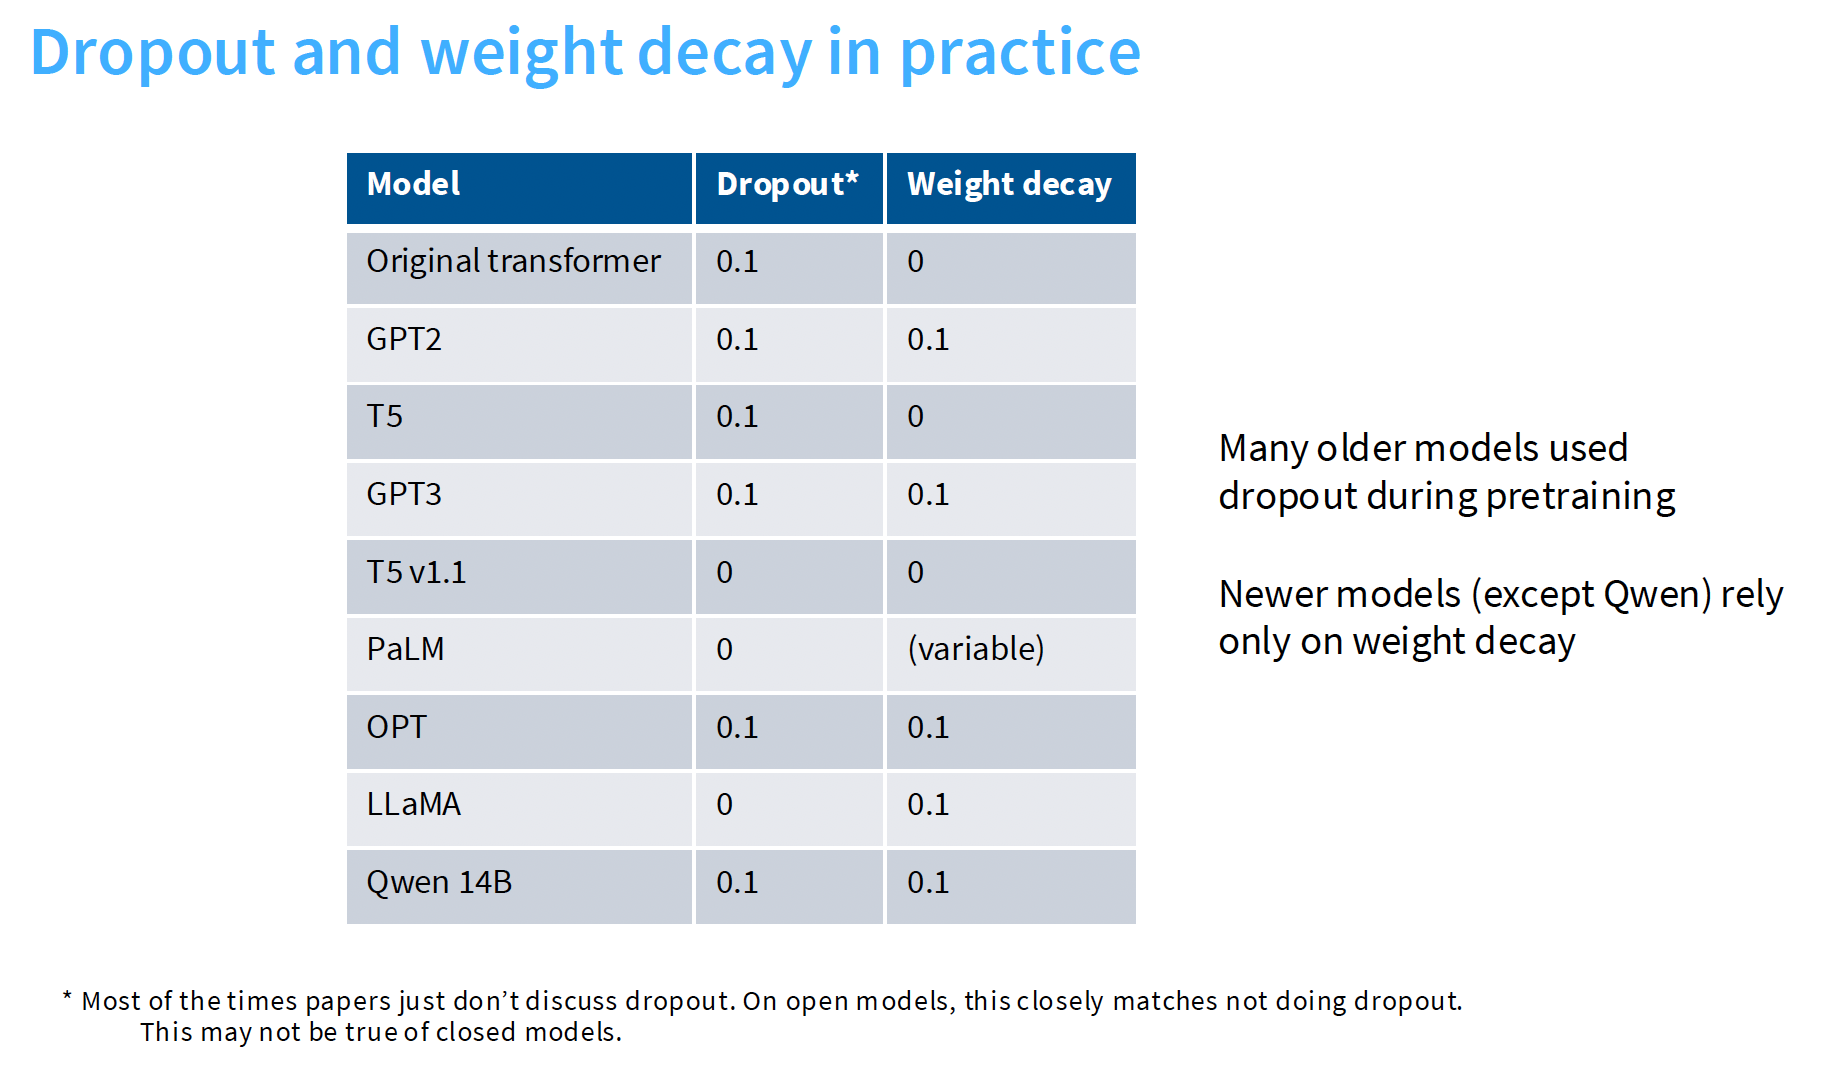 Dropout and weight decay in practice
Model Dropout* Weight decay
Original transformer 0.1 0
GPT2 0.1 0.1
T5 0.1 0
GPT3 0.1 0.1
T5 v1.1 0 0
PaLM 0 (variable)
OPT 0.1 0.1
LLaMA 0 0.1
Qwen 14B 0.1 0.1
Many older models used
dropout during pretraining
Newer models (except Qwen) rely
only on weight decay
* Most of the times papers just don’t discuss dropout. On open models, this closely matches not doing dropout.
This may not be true of closed models.